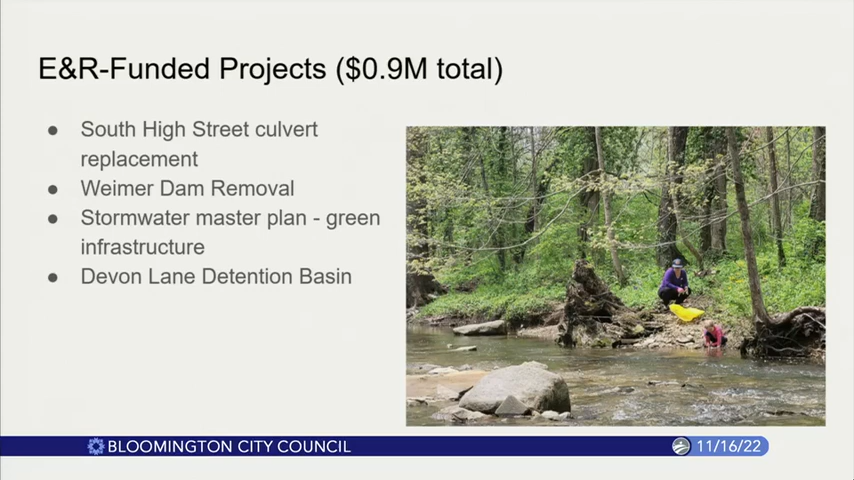 E&R-Funded Projects ($0.9M total)
● South High Street culvert
replacement
● Weimer Dam Removal
● Stormwater master plan - green
infrastructure
● Devon Lane Detention Basin
BLOOMINGTON CITY COUNCIL
11/16/22